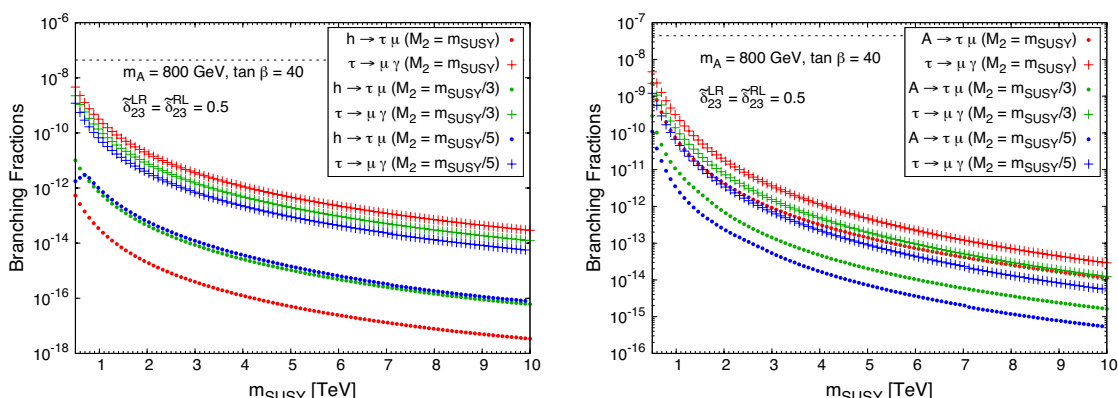 10^-6
10^-8
10^-10
10^-12
10^-14
10^-16
10^-18
Branching Fractions
h → τ μ (M_2 = m_SUSY)
τ → μ γ (M_2 = m_SUSY)
h → τ μ (M_2 = m_SUSY/3)
τ → μ γ (M_2 = m_SUSY/3)
h → τ μ (M_2 = m_SUSY/5)
τ → μ γ (M_2 = m_SUSY/5)
m_A = 800 GeV, tan β = 40
δ̃_23^LR = δ̃_23^RL = 0.5
1 2 3 4 5 6 7 8 9 10
m_SUSY [TeV]
10^-7
10^-8
10^-9
10^-10
10^-11
10^-12
10^-13
10^-14
10^-15
10^-16
Branching Fractions
A → τ μ (M_2 = m_SUSY)
τ → μ γ (M_2 = m_SUSY)
A → τ μ (M_2 = m_SUSY/3)
τ → μ γ (M_2 = m_SUSY/3)
A → τ μ (M_2 = m_SUSY/5)
τ → μ γ (M_2 = m_SUSY/5)
m_A = 800 GeV, tan β = 40
δ̃_23^LR = δ̃_23^RL = 0.5
1 2 3 4 5 6 7 8 9 10
m_SUSY [TeV]